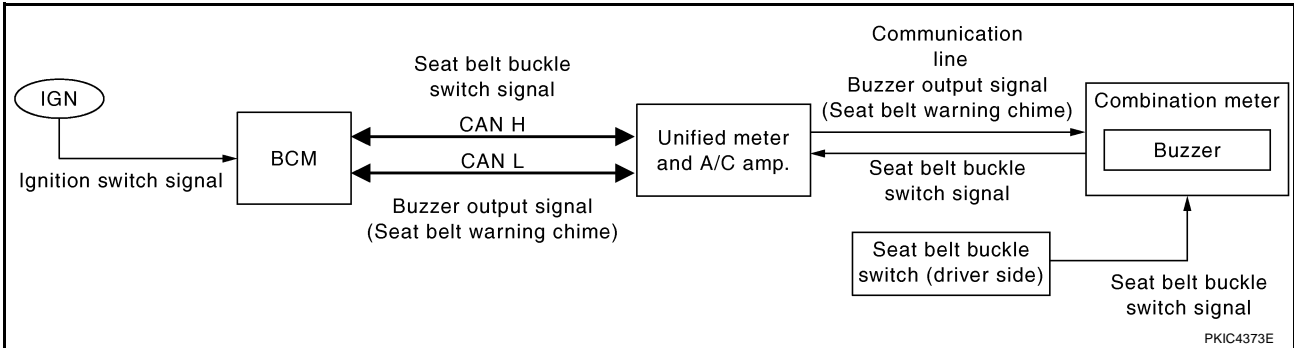 IGN
Ignition switch signal
BCM
Seat belt buckle
switch signal
CAN H
CAN L
Buzzer output signal
(Seat belt warning chime)
Unified meter
and A/C amp.
Communication
line
Buzzer output signal
(Seat belt warning chime)
Seat belt buckle
switch signal
Combination meter
Buzzer
Seat belt buckle
switch (driver side)
Seat belt buckle
switch signal
PKIC4373E